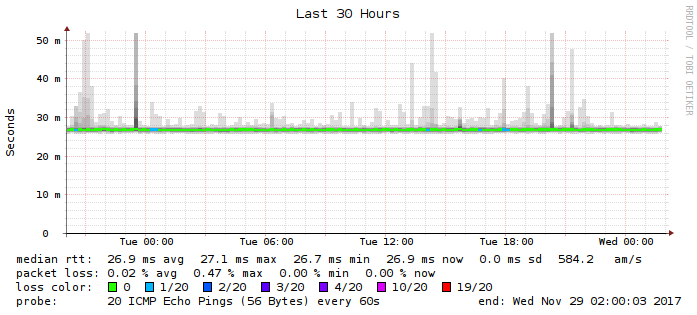 Last 30 Hours
RRDTOOL / TOBI OETIKER
Seconds
50 m
40 m
30 m
20 m
10 m
0
Tue 00:00 Tue 06:00 Tue 12:00 Tue 18:00 Wed 00:00
median rtt: 26.9 ms avg 27.1 ms max 26.7 ms min 26.9 ms now 0.0 ms sd 584.2 am/s
packet loss: 0.02 % avg 0.47 % max 0.00 % min 0.00 % now
loss color: 0 1/20 2/20 3/20 4/20 10/20 19/20
probe: 20 ICMP Echo Pings (56 Bytes) every 60s end: Wed Nov 29 02:00:03 2017